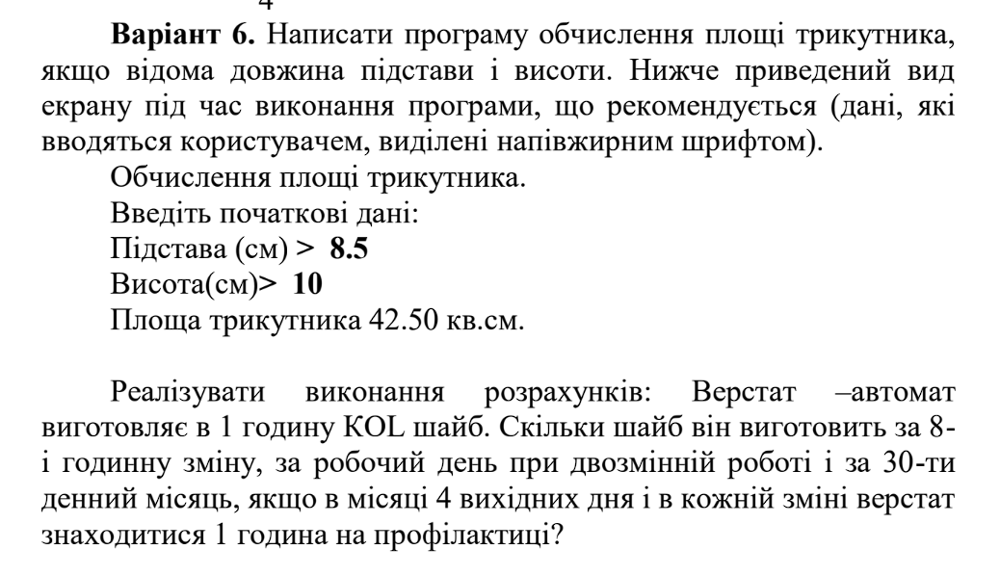 Варіант 6. Написати програму обчислення площі трикутника,
якщо відома довжина підстави і висоти. Нижче приведений вид
екрану під час виконання програми, що рекомендується (дані, які
вводяться користувачем, виділені напівжирним шрифтом).
Обчислення площі трикутника.
Введіть початкові дані:
Підстава (см) > 8.5
Висота(см)> 10
Площа трикутника 42.50 кв.см.
Реалізувати виконання розрахунків: Верстат –автомат
виготовляє в 1 годину KOL шайб. Скільки шайб він виготовить за 8-
і годинну зміну, за робочий день при двозмінній роботі і за 30-ти
денний місяць, якщо в місяці 4 вихідних дня і в кожній зміні верстат
знаходитися 1 година на профілактиці?